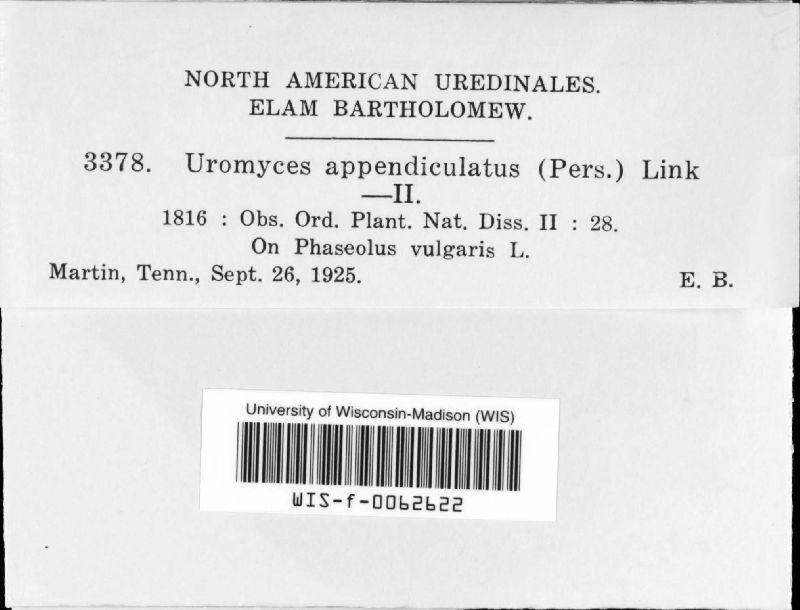 NORTH AMERICAN UREDINALES.
ELAM BARTHOLOMEW.
3378. Uromyces appendiculatus (Pers.) Link
—II.
1816 : Obs. Ord. Plant. Nat. Diss. II : 28.
On Phaseolus vulgaris L.
Martin, Tenn., Sept. 26, 1925. E. B.
University of Wisconsin-Madison (WIS)
WIS-f-0062622